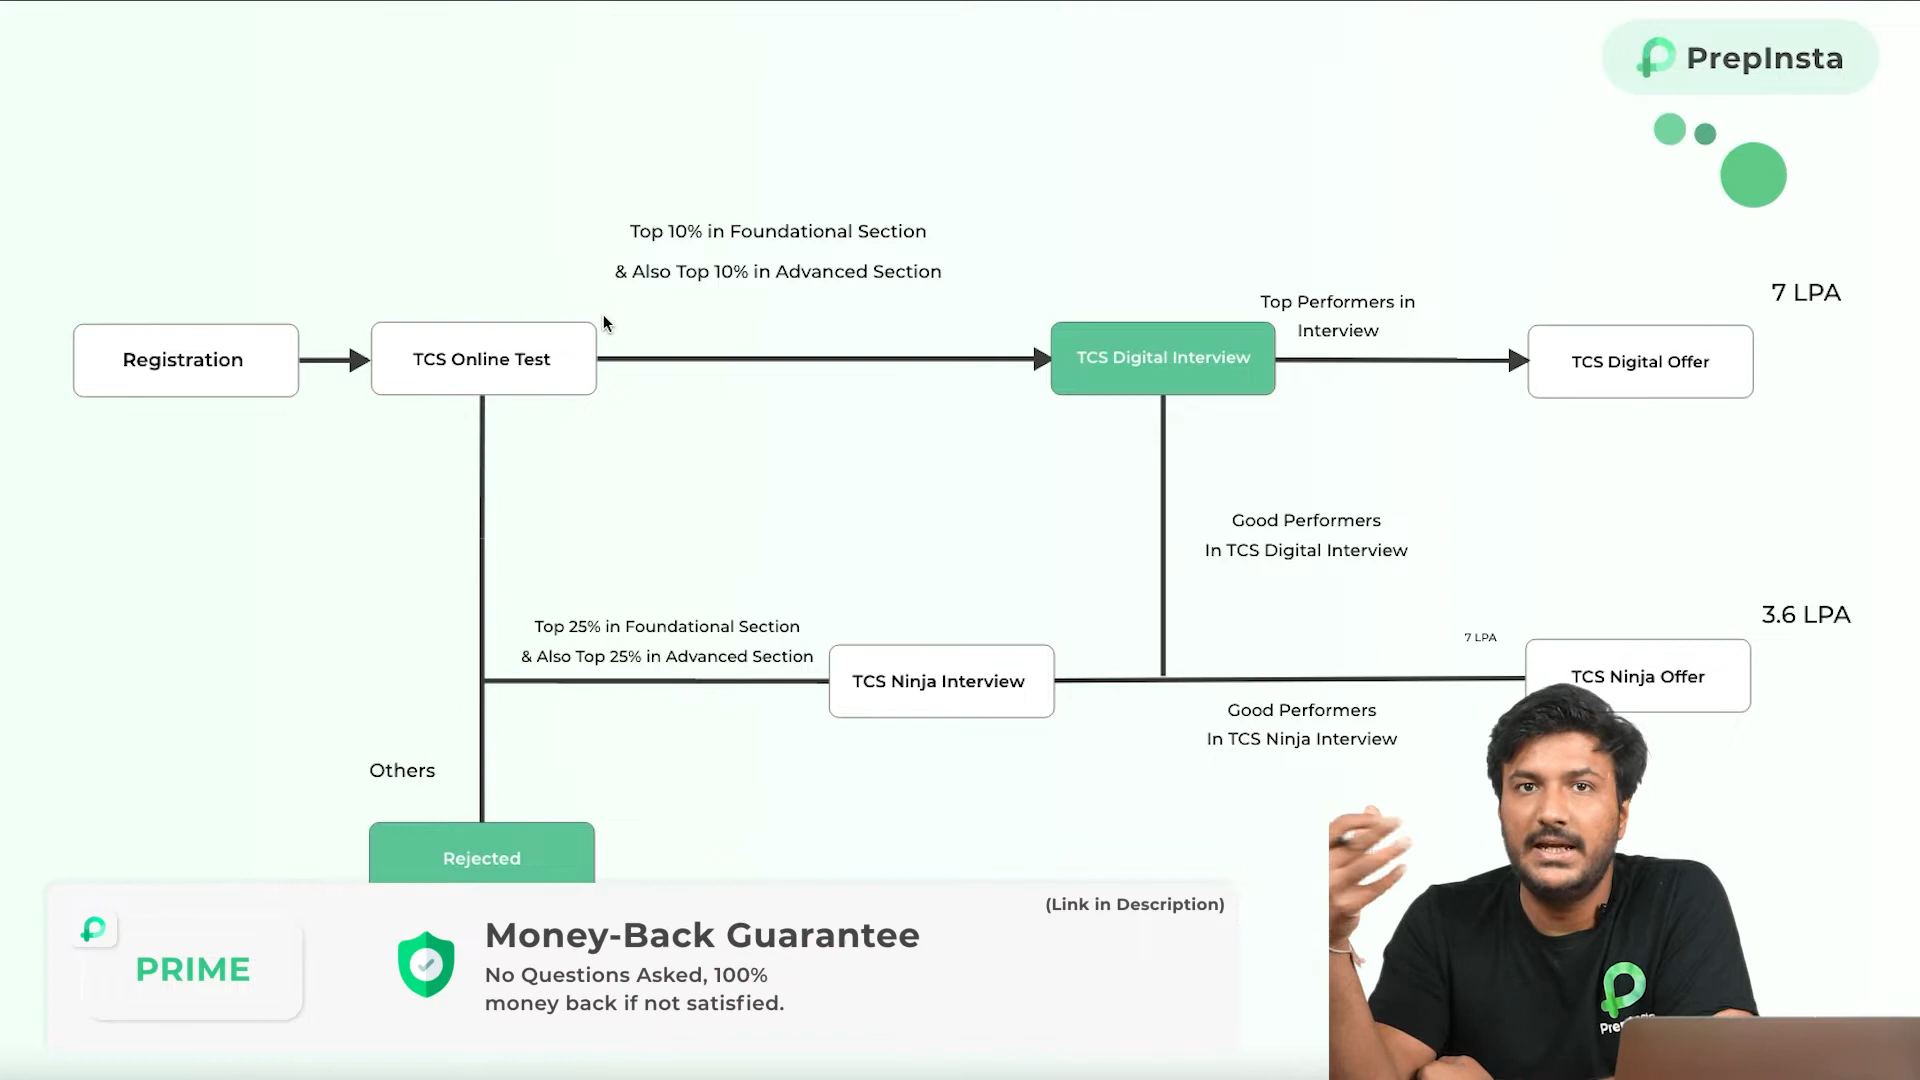 PrepInsta
Top 10% in Foundational Section
& Also Top 10% in Advanced Section
7 LPA
Top Performers in
Interview
Registration
TCS Online Test
TCS Digital Interview
TCS Digital Offer
Good Performers
In TCS Digital Interview
3.6 LPA
Top 25% in Foundational Section
& Also Top 25% in Advanced Section
7 LPA
TCS Ninja Interview
TCS Ninja Offer
Good Performers
In TCS Ninja Interview
Others
Rejected
(Link in Description)
PRIME
Money-Back Guarantee
No Questions Asked, 100%
money back if not satisfied.